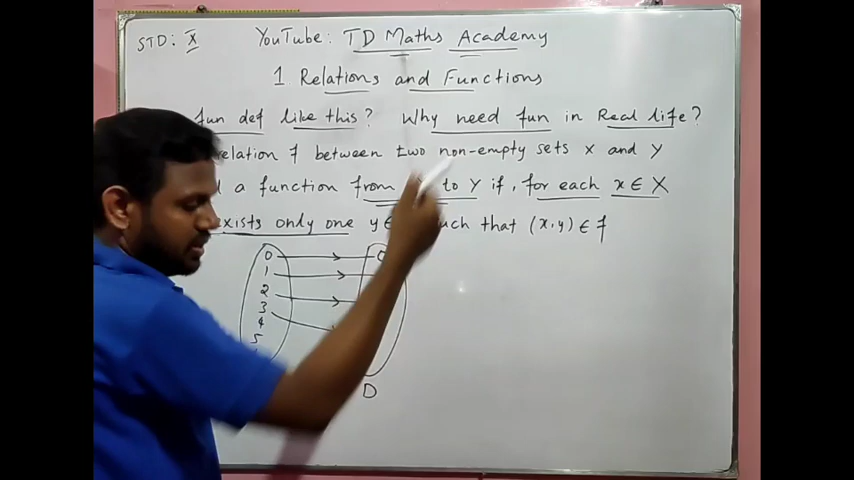 STD: X YouTube: TD Maths Academy
1. Relations and Functions
fun def like this? Why need fun in Real life?
relation f between two non-empty sets X and Y
a function from to Y if, for each x ∈ X
exists only one y∈ such that (x,y) ∈ f
0
1
2
3
4
5
D